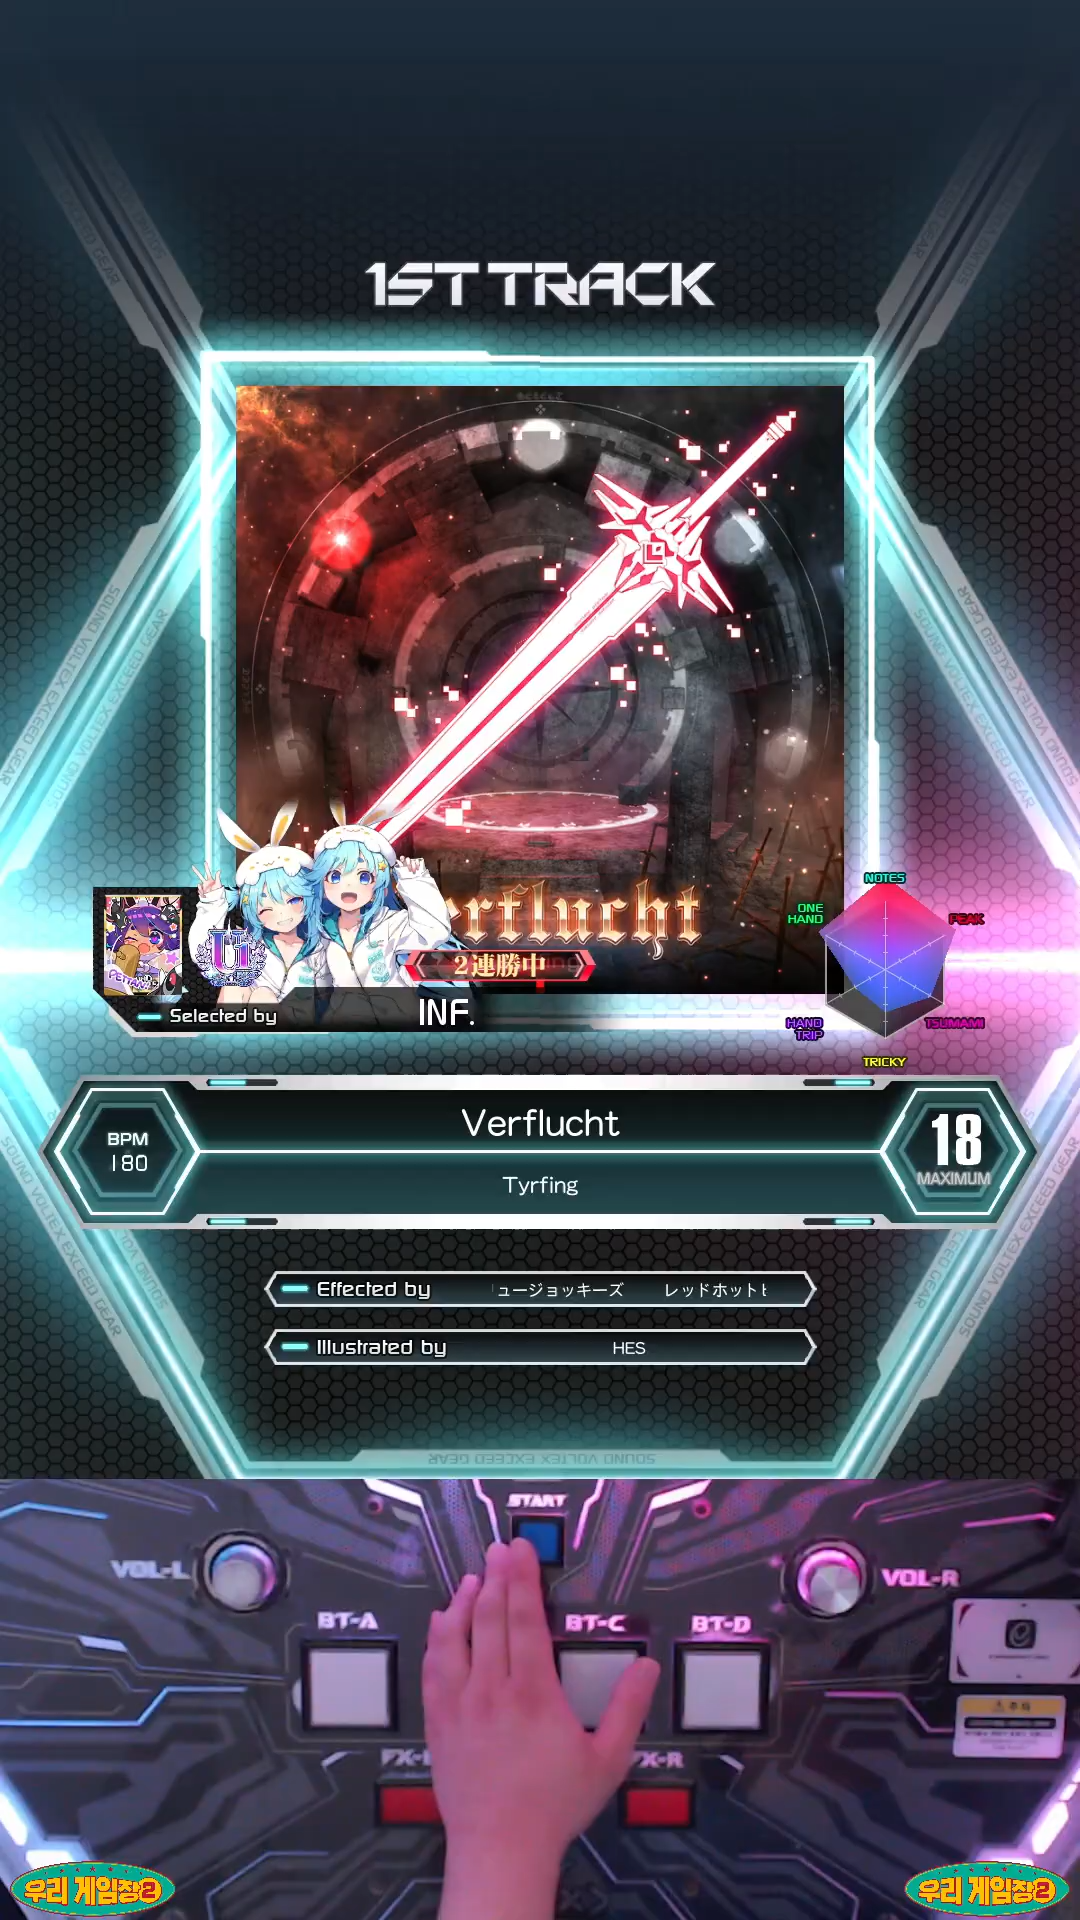 1ST TRACK
erflucht
2連勝中
PETTAN
U
Selected by
INF.
NOTES
ONE
HAND
PEAK
HAND
TRIP
TSUMAMI
TRICKY
BPM
180
Verflucht
Tyrfing
18
MAXIMUM
Effected by
ュージョッキーズ レッドホット
Illustrated by
HES
SOUND VOLTEX EXCEED GEAR
START
VOL-L
VOL-R
BT-A
BT-C
BT-D
FX-
X-R
우리 게임장2
우리 게임장2